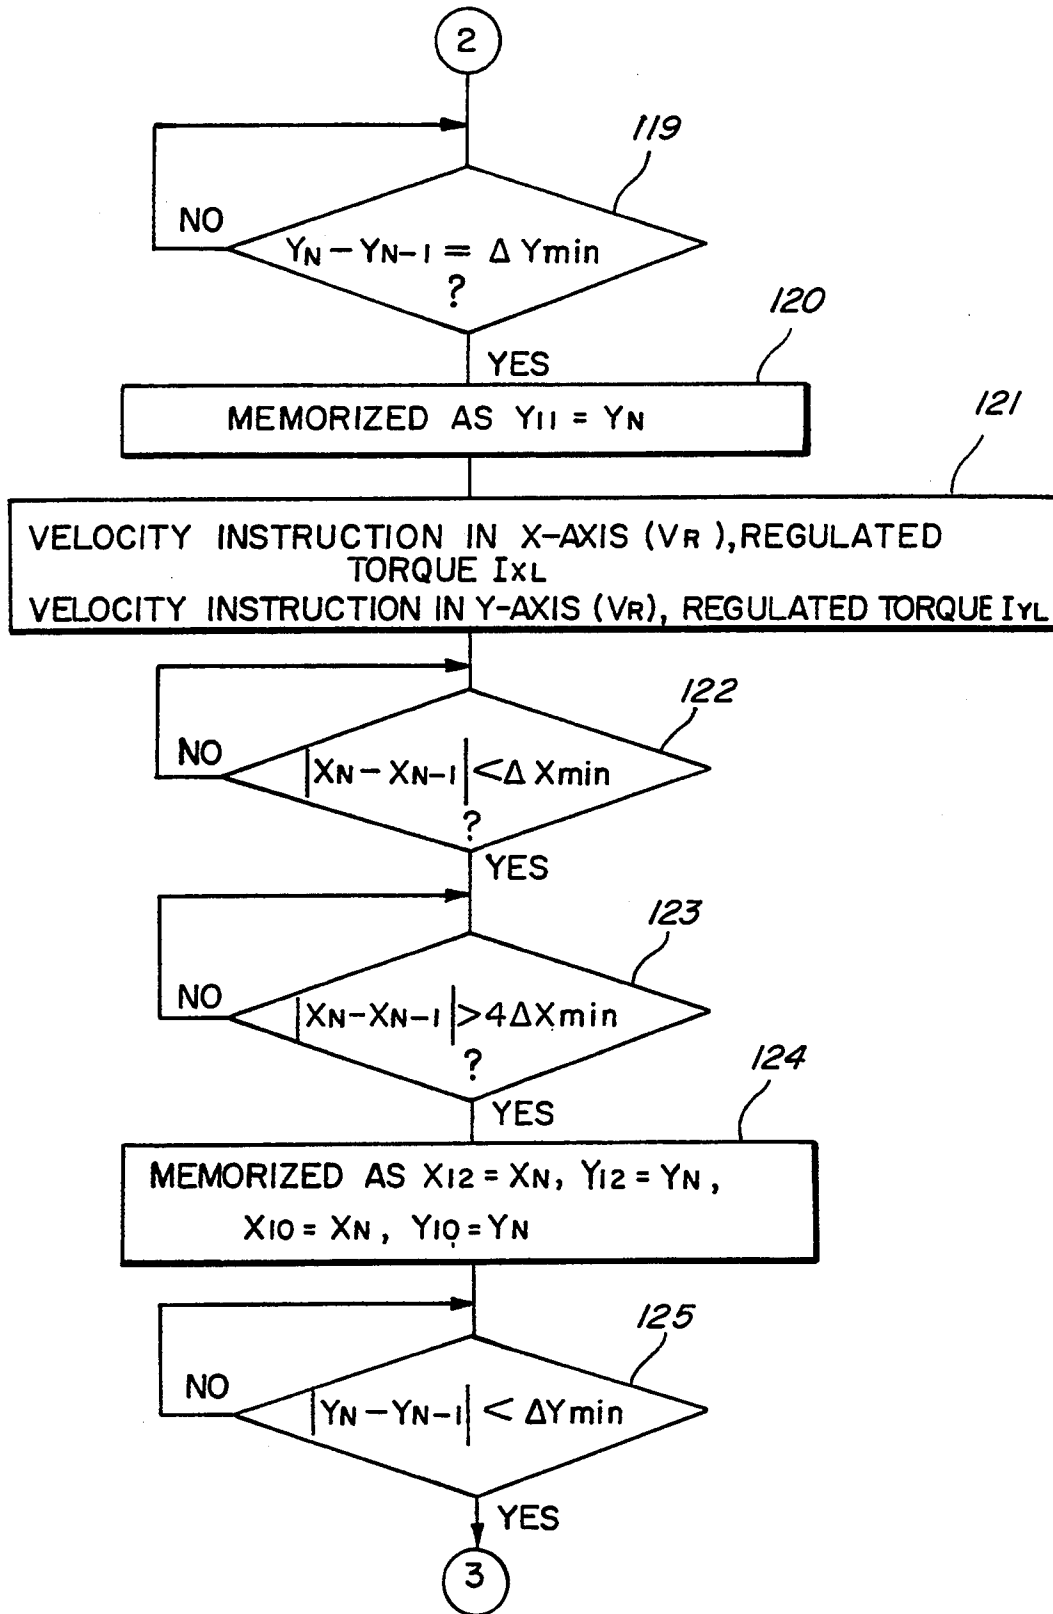 2
119
NO
YN - YN-1 = Δ Ymin
?
YES
120
MEMORIZED AS Y11 = YN
121
VELOCITY INSTRUCTION IN X-AXIS (VR), REGULATED
TORQUE IXL
VELOCITY INSTRUCTION IN Y-AXIS (VR), REGULATED TORQUE IYL
122
NO
|XN - XN-1| < Δ Xmin
?
YES
123
NO
|XN - XN-1| > 4ΔXmin
?
YES
124
MEMORIZED AS X12 = XN, Y12 = YN,
X10 = XN, Y10 = YN
125
NO
|YN - YN-1| < ΔYmin
YES
3